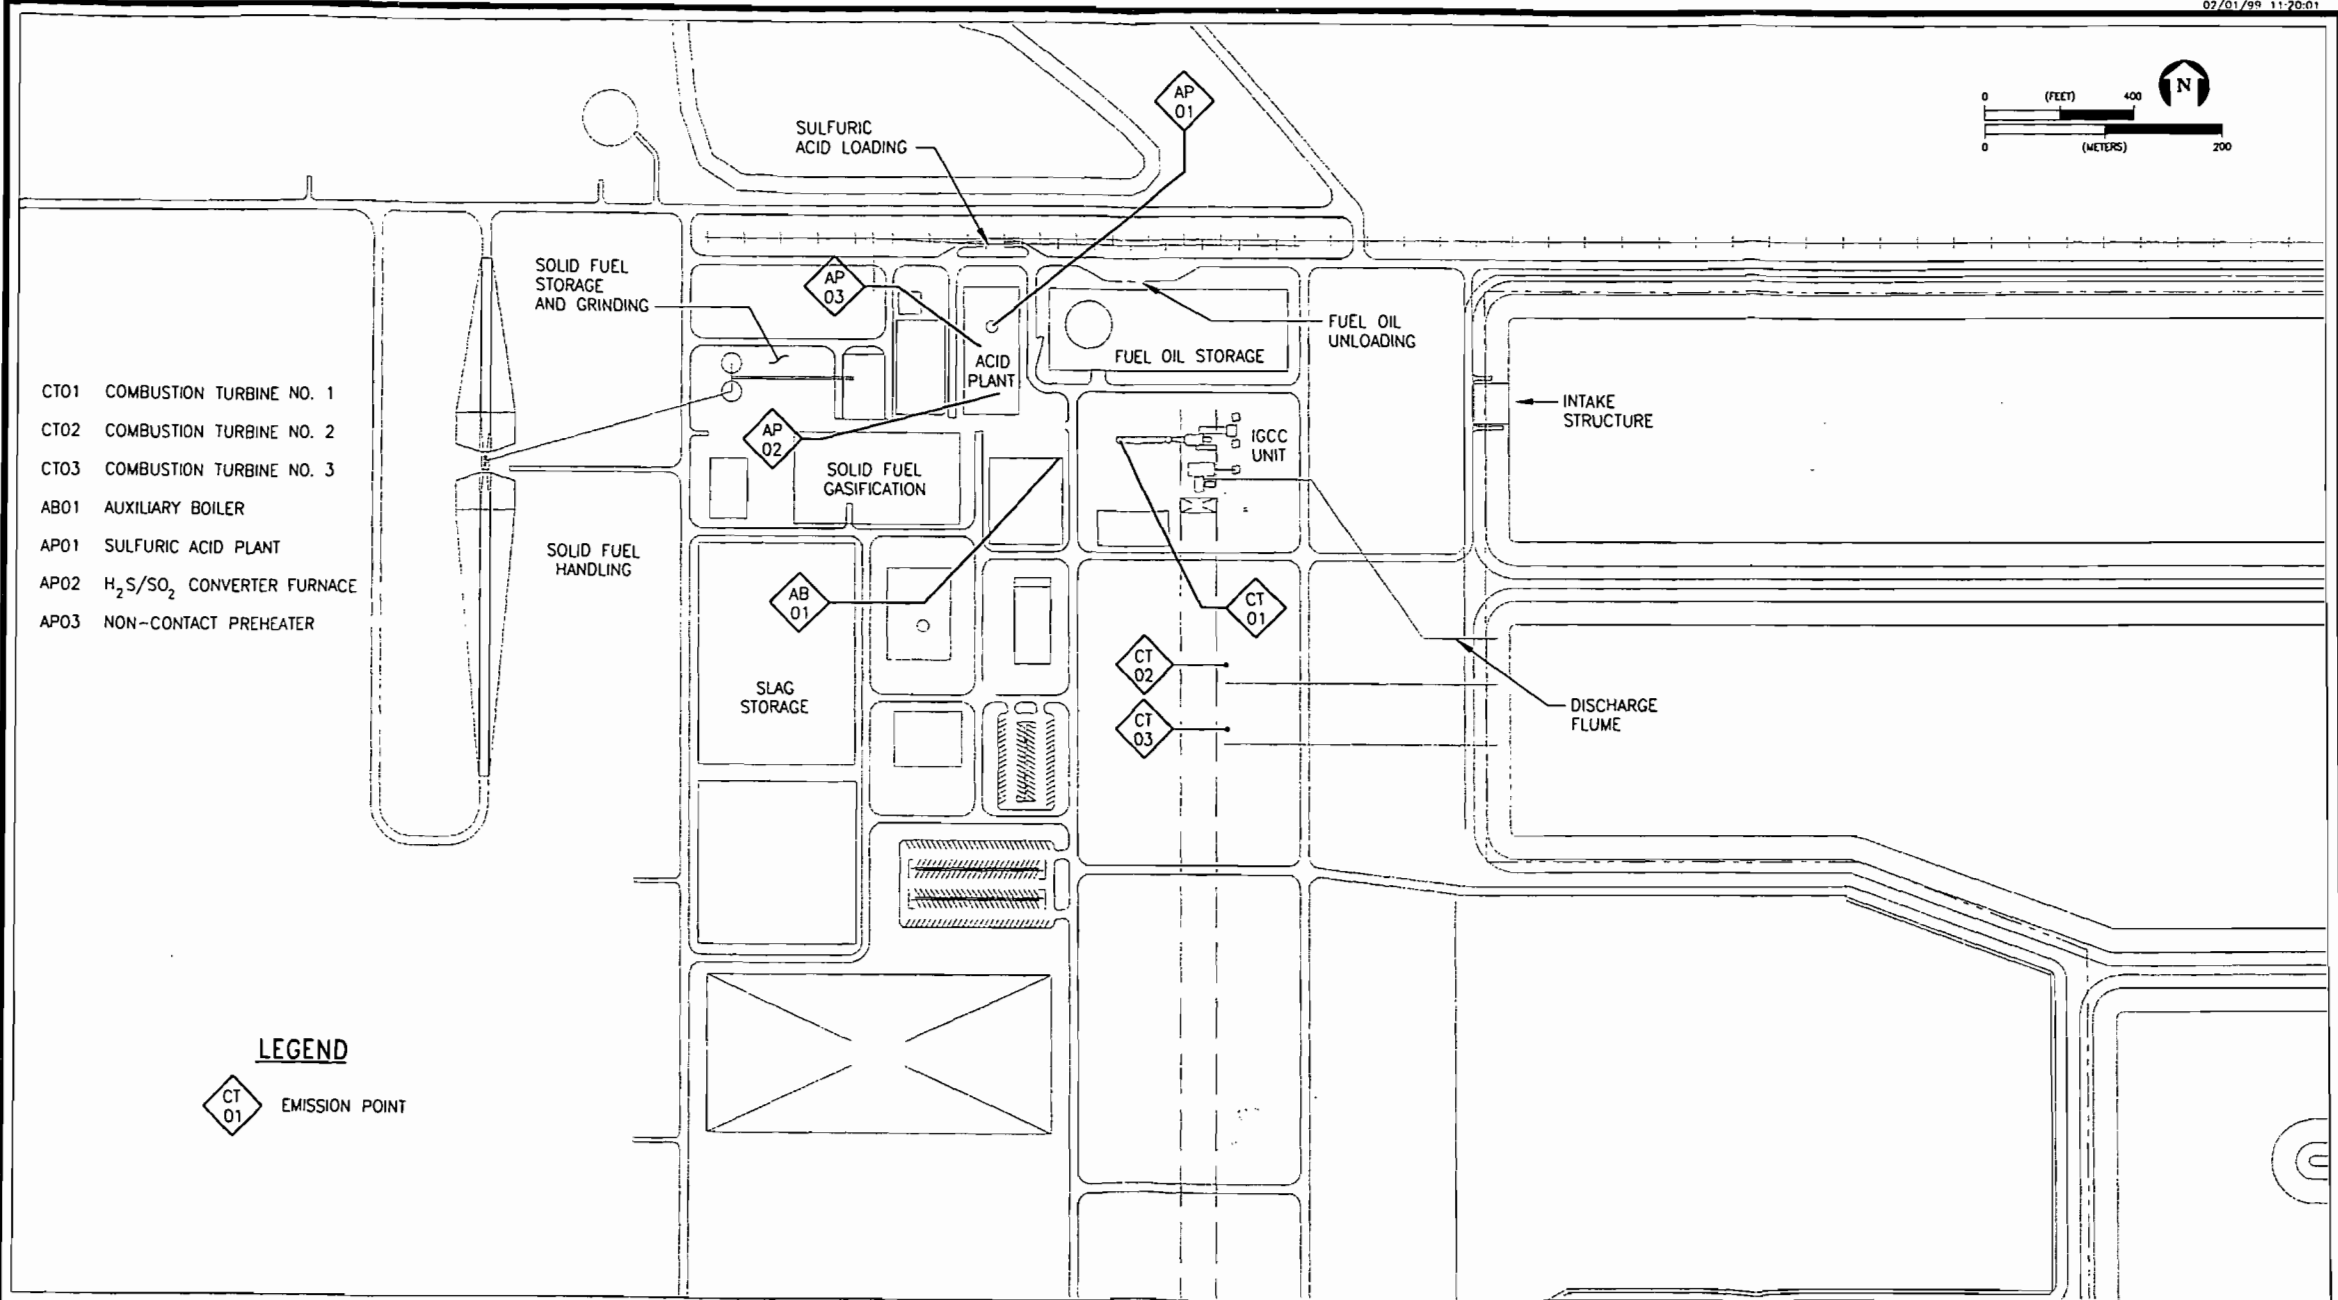 02/01/99 11:20:01
0 (FEET) 400
N
0 (METERS) 200
AP
01
SULFURIC
ACID LOADING
SOLID FUEL
STORAGE
AND GRINDING
AP
03
FUEL OIL
UNLOADING
FUEL OIL STORAGE
ACID
PLANT
CT01 COMBUSTION TURBINE NO. 1
CT02 COMBUSTION TURBINE NO. 2
CT03 COMBUSTION TURBINE NO. 3
AB01 AUXILIARY BOILER
AP01 SULFURIC ACID PLANT
AP02 H2S/SO2 CONVERTER FURNACE
AP03 NON-CONTACT PREHEATER
INTAKE
STRUCTURE
AP
02
IGCC
UNIT
SOLID FUEL
GASIFICATION
SOLID FUEL
HANDLING
AB
01
CT
01
CT
02
SLAG
STORAGE
CT
03
DISCHARGE
FLUME
LEGEND
CT
01
EMISSION POINT